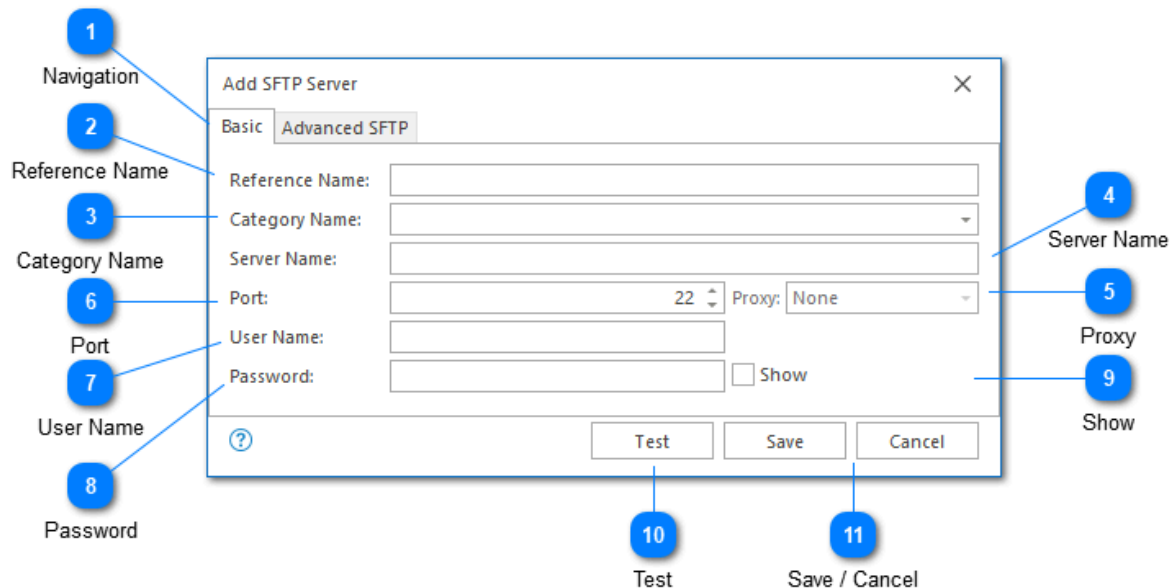 1
Navigation
Add SFTP Server
2
Basic Advanced SFTP
Reference Name
Reference Name:
3
Category Name:
4
Server Name
Category Name
Server Name:
6
Port: 22 Proxy: None
5
Port
Proxy
User Name:
7
Password: Show
9
User Name
Show
? Test Save Cancel
8
Password
10
11
Test
Save / Cancel